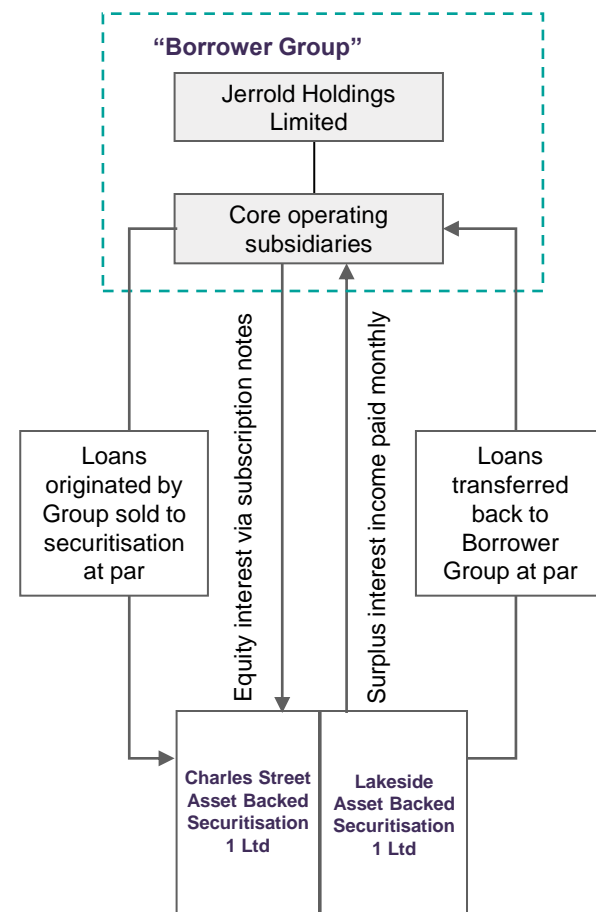 “Borrower Group”
Jerrold Holdings
Limited
Core operating
subsidiaries
Loans
originated by
Group sold to
securitisation
at par
Equity interest via subscription notes
Surplus interest income paid monthly
Loans
transferred
back to
Borrower
Group at par
Charles Street
Asset Backed
Securitisation
1 Ltd
Lakeside
Asset Backed
Securitisation
1 Ltd